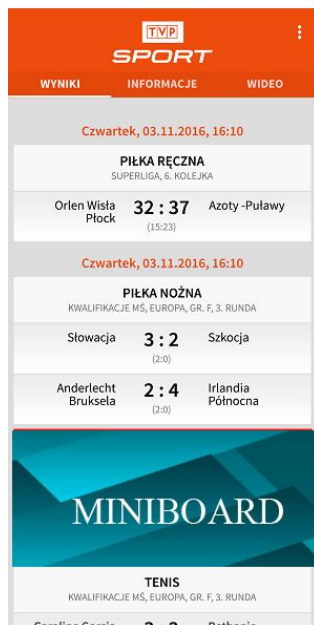 TVP
SPORT
WYNIKI INFORMACJE WIDEO
Czwartek, 03.11.2016, 16:10
PIŁKA RĘCZNA
SUPERLIGA, 6. KOLEJKA
Orlen Wisła Płock 32 : 37 Azoty -Puławy
(15:23)
Czwartek, 03.11.2016, 16:10
PIŁKA NOŻNA
KWALIFIKACJE MŚ, EUROPA, GR. F, 3. RUNDA
Słowacja 3 : 2 Szkocja
(2:0)
Anderlecht Bruksela 2 : 4 Irlandia Północna
(2:0)
MINIBOARD
TENIS
KWALIFIKACJE MŚ, EUROPA, GR. F, 3. RUNDA